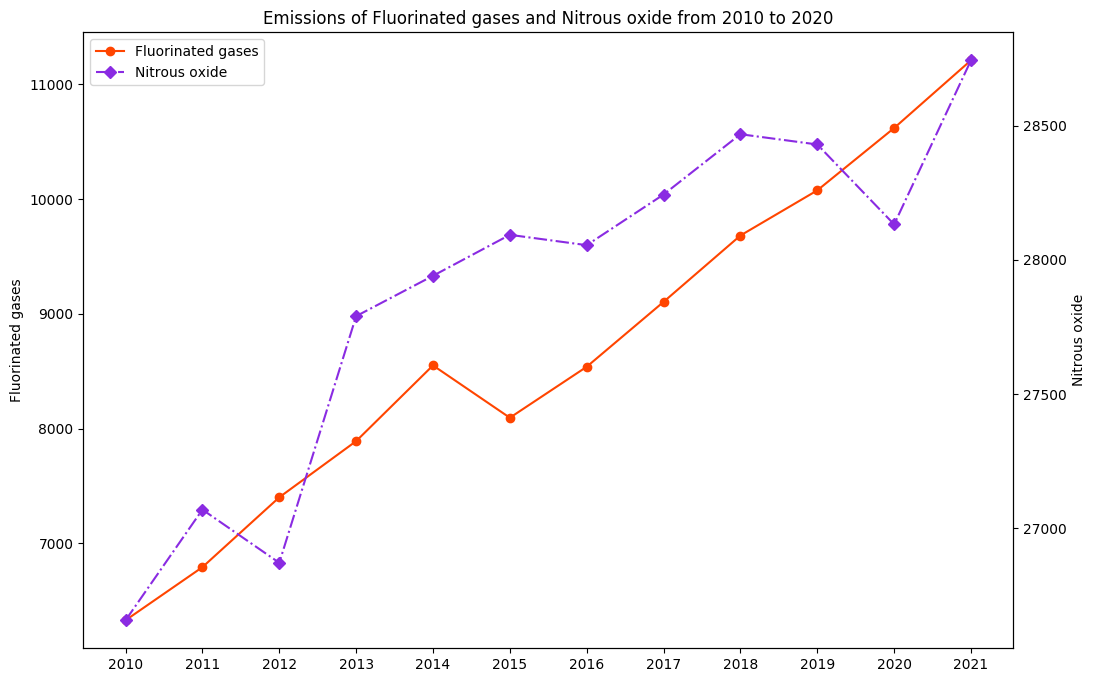 Emissions of Fluorinated gases and Nitrous oxide from 2010 to 2020
Fluorinated gases
Nitrous oxide
11000
10000
9000
8000
7000
Fluorinated gases
28500
28000
27500
27000
Nitrous oxide
2010 2011 2012 2013 2014 2015 2016 2017 2018 2019 2020 2021